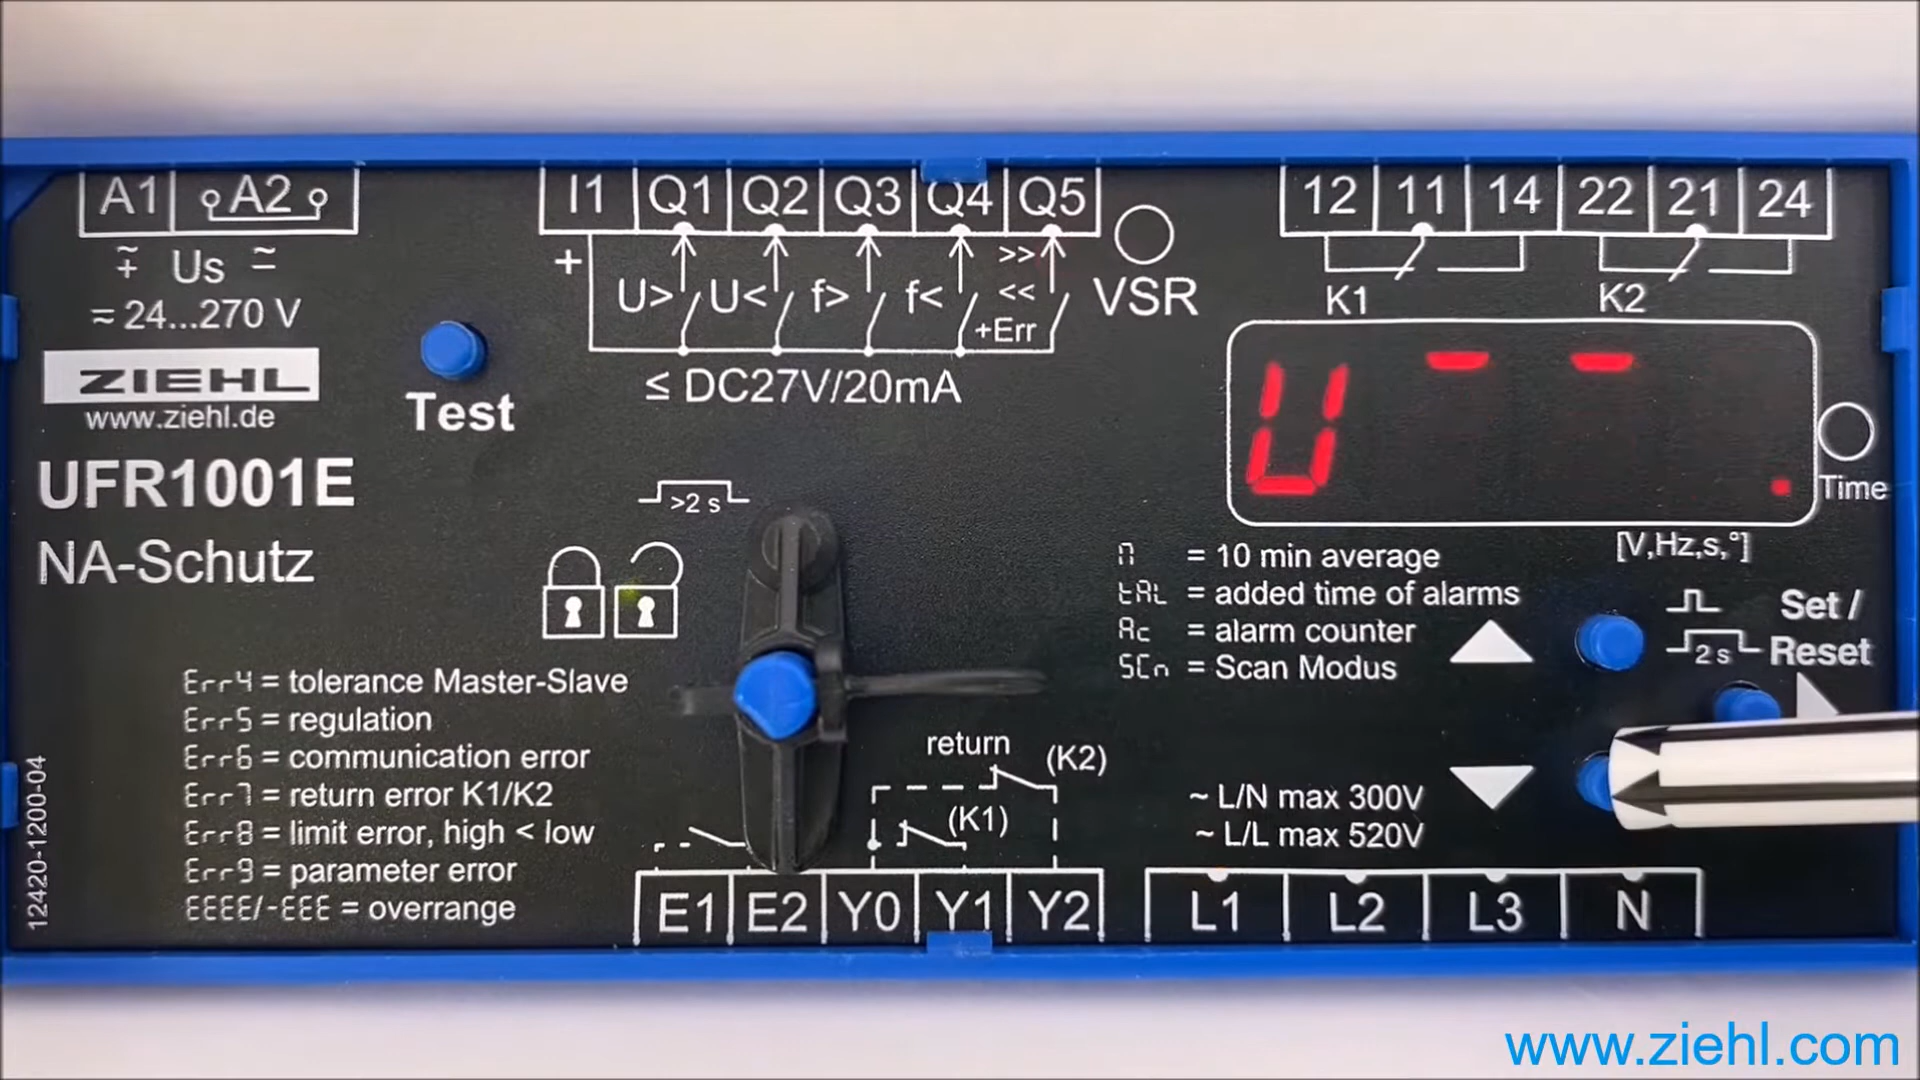 A1 A2
I1 Q1 Q2 Q3 Q4 Q5
12 11 14 22 21 24
Us
≂ 24...270 V
+ U> U< f> f< >> << +Err
VSR
K1 K2
≤ DC27V/20mA
ZIEHL
www.ziehl.de
Test
UFR1001E
NA-Schutz
>2 s
U - - .
Time
[V,Hz,s,°]
n = 10 min average
tAL = added time of alarms
Ac = alarm counter
SCn = Scan Modus
Set /
2 s Reset
Err4 = tolerance Master-Slave
Err5 = regulation
Err6 = communication error
Err7 = return error K1/K2
Err8 = limit error, high < low
Err9 = parameter error
EEEE/-EEE = overrange
12420-1200-04
return (K2)
(K1)
~ L/N max 300V
~ L/L max 520V
E1 E2 Y0 Y1 Y2
L1 L2 L3 N
www.ziehl.com